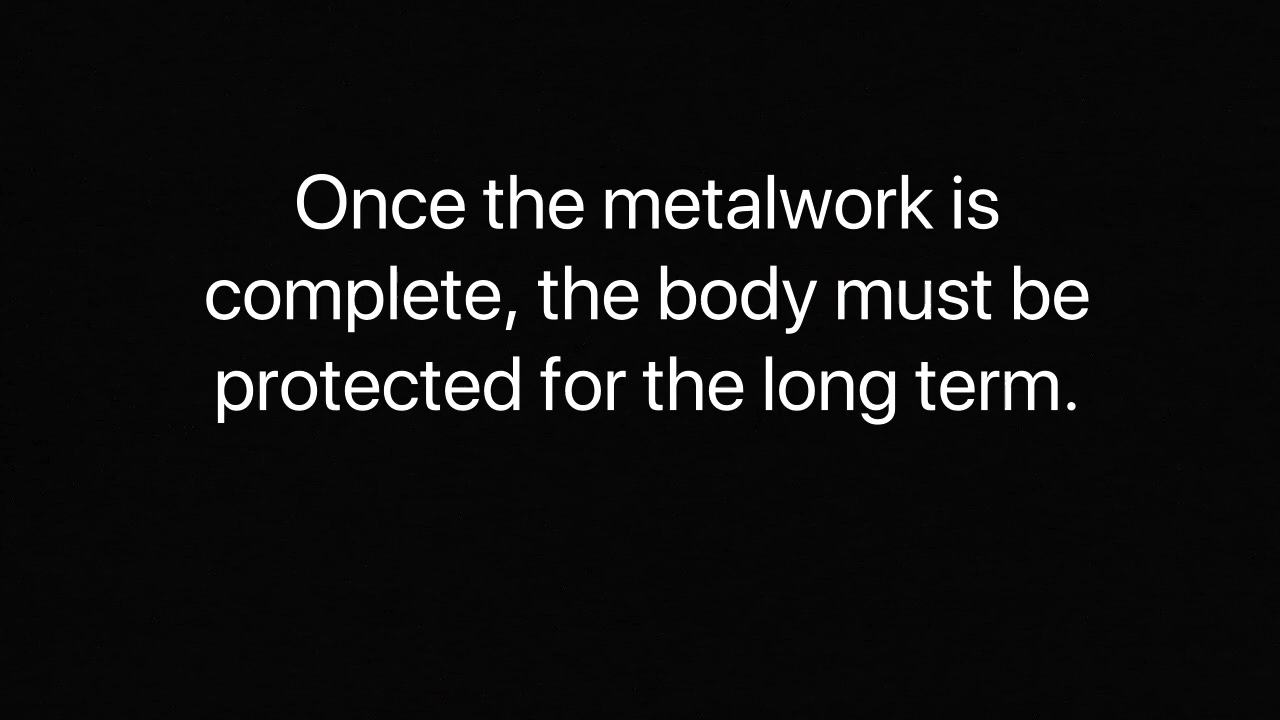 Once the metalwork is
complete, the body must be
protected for the long term.